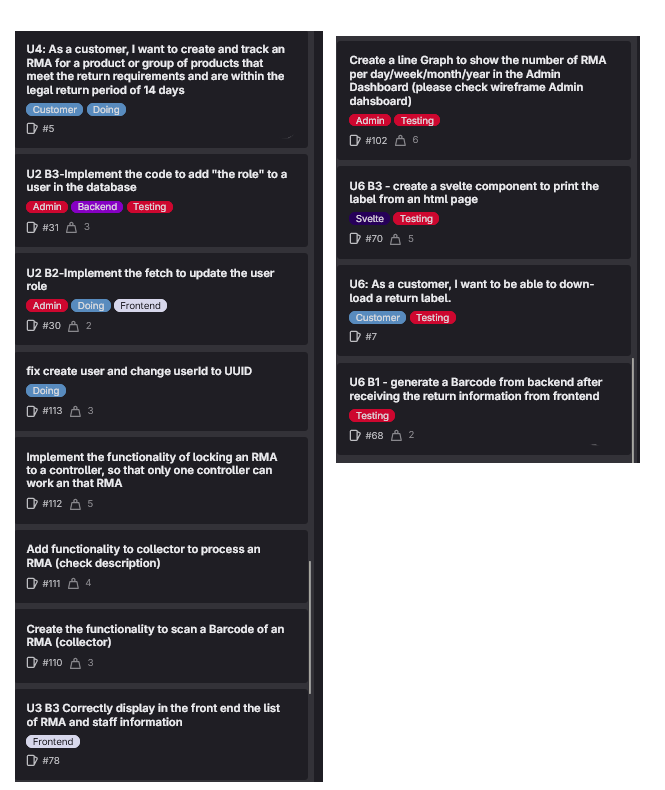 U4: As a customer, I want to create and track an
RMA for a product or group of products that
meet the return requirements and are within the
legal return period of 14 days
Customer Doing
#5
U2 B3-Implement the code to add "the role" to a
user in the database
Admin Backend Testing
#31 3
U2 B2-Implement the fetch to update the user
role
Admin Doing Frontend
#30 2
fix create user and change userId to UUID
Doing
#113 3
Implement the functionality of locking an RMA
to a controller, so that only one controller can
work an that RMA
#112 5
Add functionality to collector to process an
RMA (check description)
#111 4
Create the functionality to scan a Barcode of an
RMA (collector)
#110 3
U3 B3 Correctly display in the front end the list
of RMA and staff information
Frontend
#78
Create a line Graph to show the number of RMA
per day/week/month/year in the Admin
Dashboard (please check wireframe Admin
dahsboard)
Admin Testing
#102 6
U6 B3 - create a svelte component to print the
label from an html page
Svelte Testing
#70 5
U6: As a customer, I want to be able to down-
load a return label.
Customer Testing
#7
U6 B1 - generate a Barcode from backend after
receiving the return information from frontend
Testing
#68 2